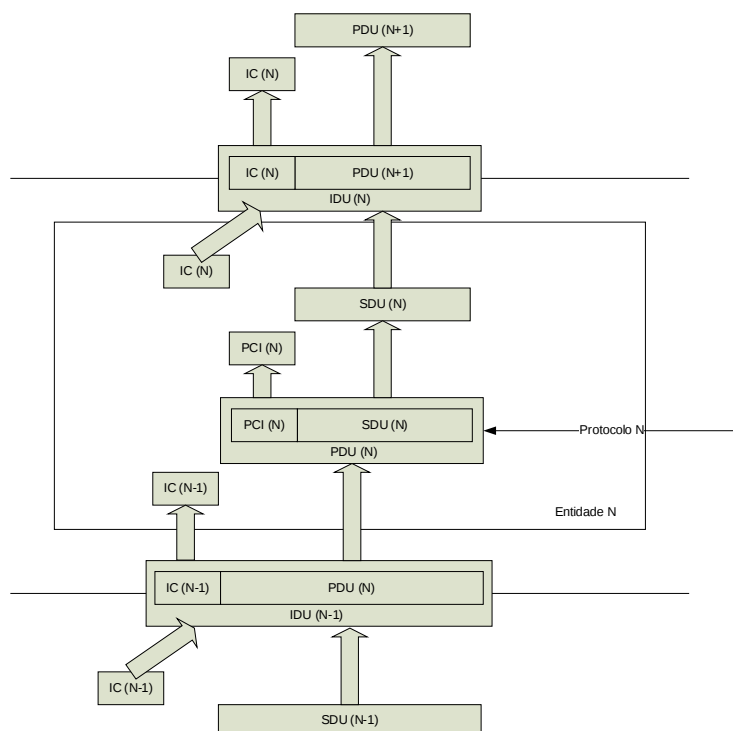 PDU (N+1)
IC (N)
IC (N)
PDU (N+1)
IDU (N)
IC (N)
SDU (N)
PCI (N)
PCI (N)
SDU (N)
PDU (N)
Protocolo N
IC (N-1)
Entidade N
IC (N-1)
PDU (N)
IDU (N-1)
IC (N-1)
SDU (N-1)